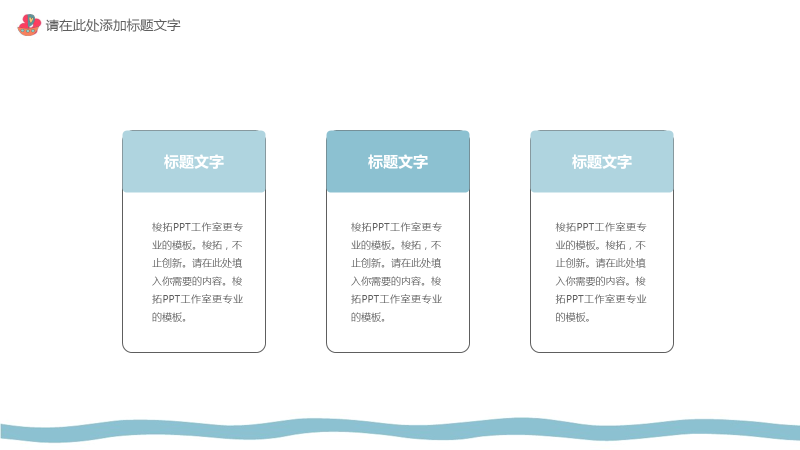 请在此处添加标题文字
标题文字
梭拓PPT工作室更专
业的模板。梭拓，不
止创新。请在此处填
入你需要的内容。梭
拓PPT工作室更专业
的模板。
标题文字
梭拓PPT工作室更专
业的模板。梭拓，不
止创新。请在此处填
入你需要的内容。梭
拓PPT工作室更专业
的模板。
标题文字
梭拓PPT工作室更专
业的模板。梭拓，不
止创新。请在此处填
入你需要的内容。梭
拓PPT工作室更专业
的模板。